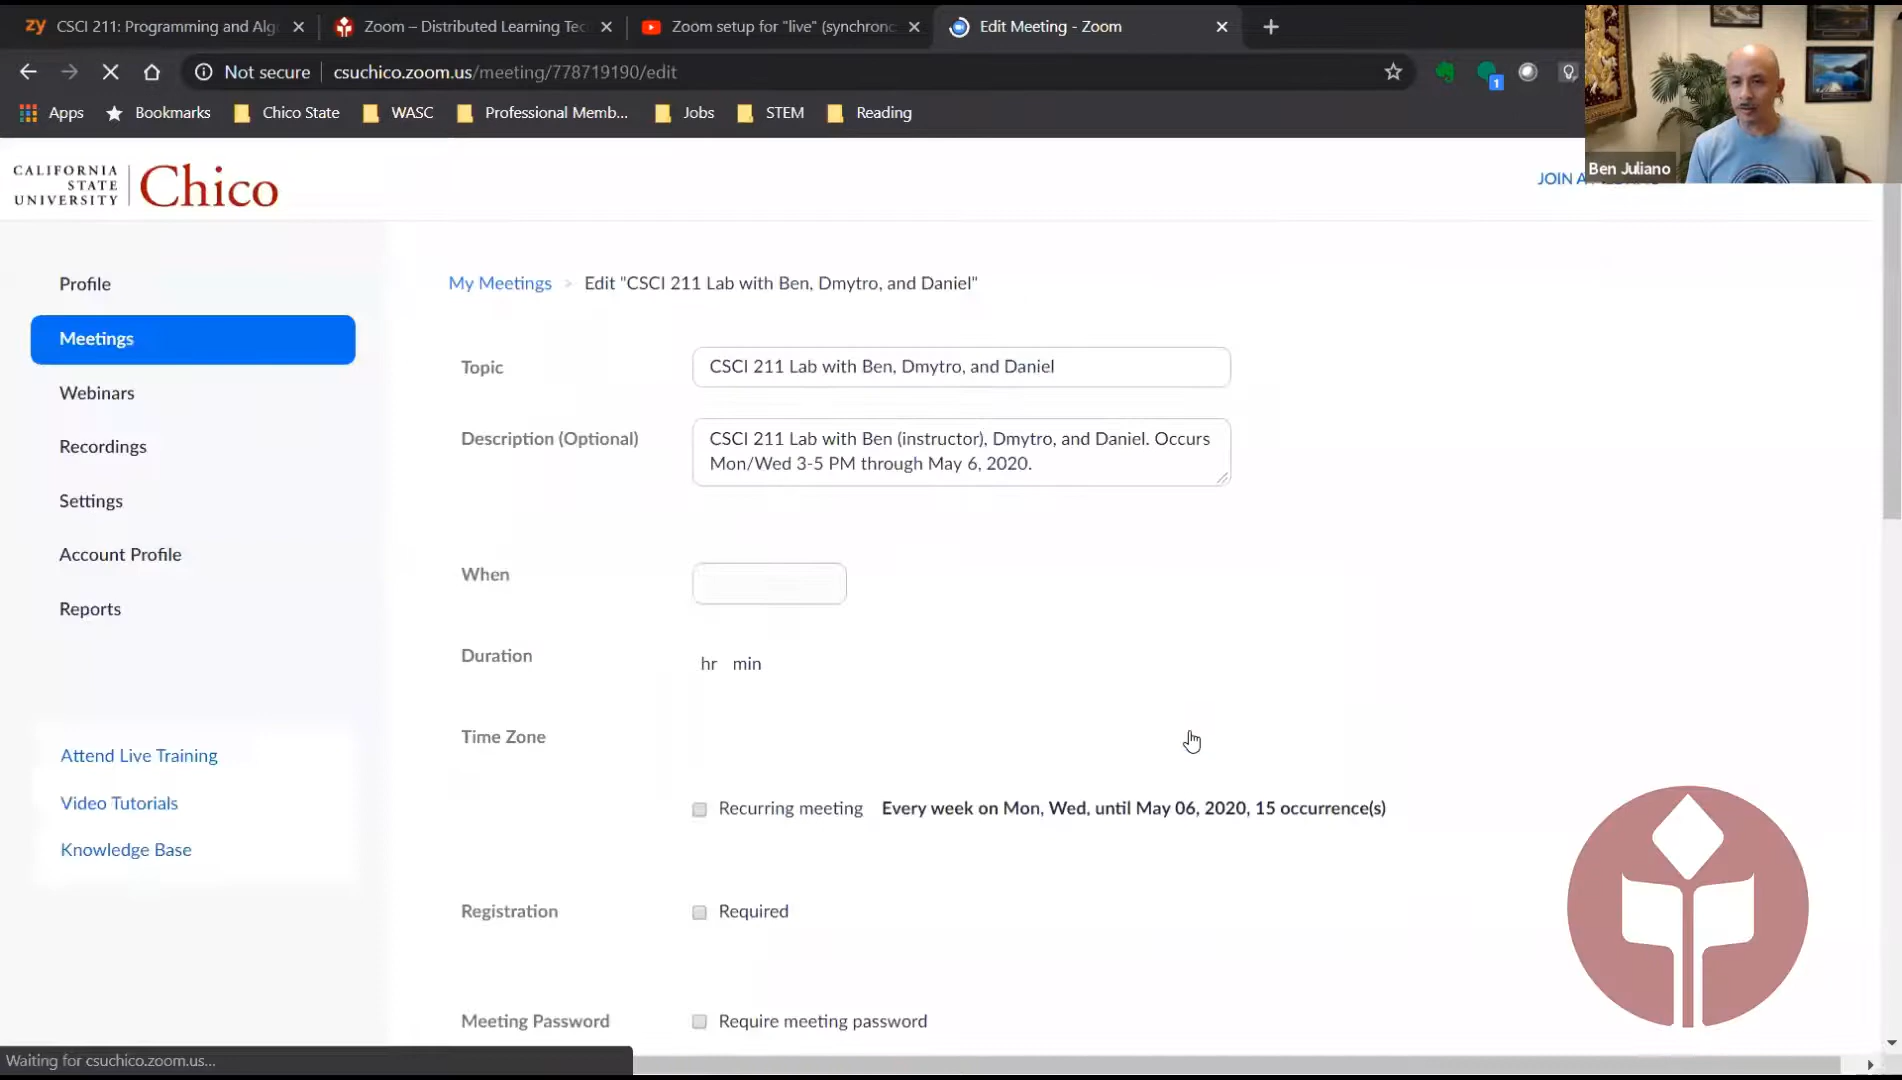 zy CSCI 211: Programming and Alg
Zoom – Distributed Learning Tec
Zoom setup for "live" (synchronc
Edit Meeting - Zoom
Not secure
csuchico.zoom.us/meeting/778719190/edit
1
Apps
Bookmarks
Chico State
WASC
Professional Memb...
Jobs
STEM
Reading
Ben Juliano
CALIFORNIA
STATE
UNIVERSITY
Chico
JOIN A
Profile
Meetings
Webinars
Recordings
Settings
Account Profile
Reports
Attend Live Training
Video Tutorials
Knowledge Base
My Meetings > Edit "CSCI 211 Lab with Ben, Dmytro, and Daniel"
Topic
CSCI 211 Lab with Ben, Dmytro, and Daniel
Description (Optional)
CSCI 211 Lab with Ben (instructor), Dmytro, and Daniel. Occurs
Mon/Wed 3-5 PM through May 6, 2020.
When
Duration
hr min
Time Zone
Recurring meeting Every week on Mon, Wed, until May 06, 2020, 15 occurrence(s)
Registration
Required
Meeting Password
Require meeting password
Waiting for csuchico.zoom.us...